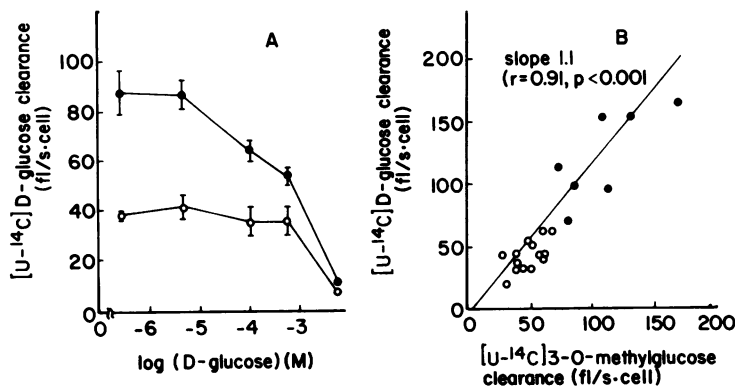 A
[U-¹⁴C]D-glucose clearance
(fl/s·cell)
100
80
60
40
20
0
0 -6 -5 -4 -3
log (D-glucose)(M)
B
slope 1.1
(r=0.91, p<0.001
[U-¹⁴C]D-glucose clearance
(fl/s·cell)
200
150
100
50
0
0 50 100 150 200
[U-¹⁴C]3-O-methylglucose
clearance (fl/s·cell)